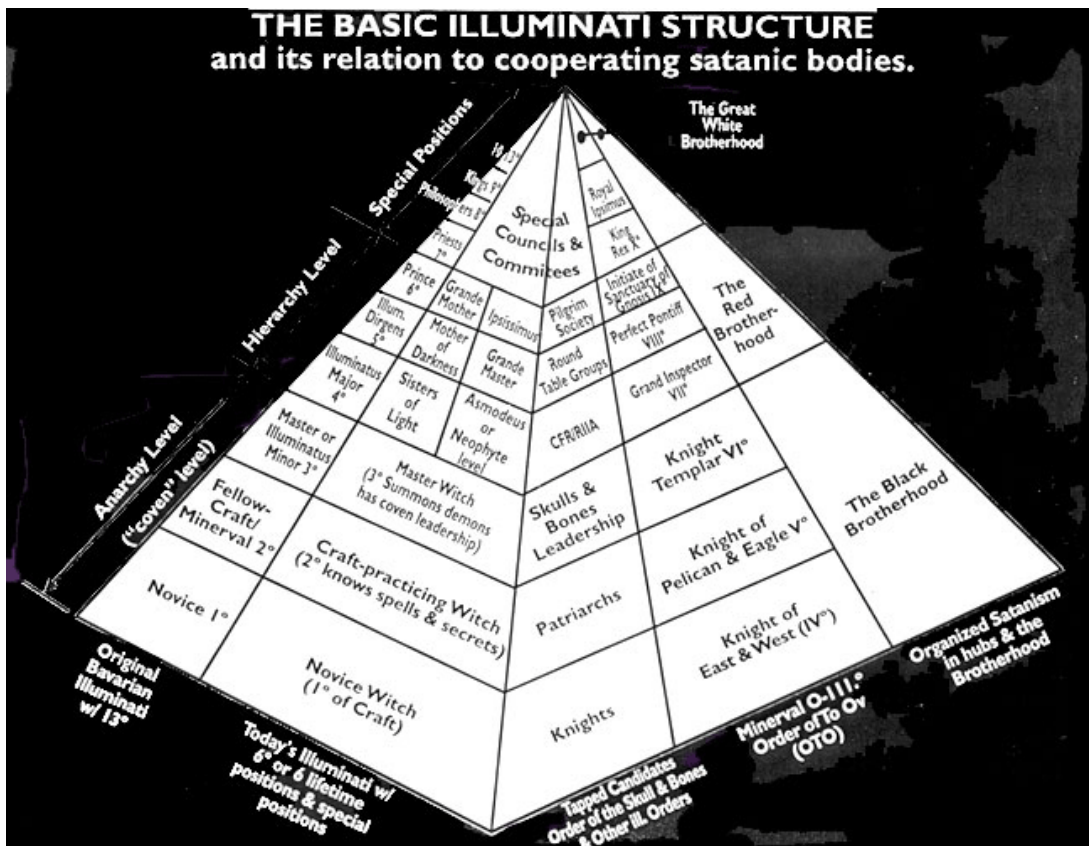 THE BASIC ILLUMINATI STRUCTURE
and its relation to cooperating satanic bodies.
The Great
White
Brotherhood
Special Positions
Hierarchy Level
Anarchy Level
("coven" level)
13°
Kings 9°
Philosophers 8°
Priests
7°
Prince
6°
Illum.
Dirgens
5°
Illuminatus
Major
4°
Master or
Illuminatus
Minor 3°
Fellow-
Craft/
Minerval 2°
Novice 1°
Special
Councils &
Commitees
Grande
Mother
Ipsissimus
Mother
of
Darkness
Grande
Master
Sisters
of
Light
Asmodeus
or
Neophyte
level
Master Witch
(3° Summons demons
has coven leadership)
Craft-practicing Witch
(2° knows spells & secrets)
Novice Witch
(1° of Craft)
Pilgrim
Society
Round
Table Groups
CFR/RIIA
Skulls &
Bones
Leadership
Patriarchs
Knights
Royal
Ipsimus
King
Rex X°
Initiate of
Sanctuary of
Gnosis IX°
Perfect Pontiff
VIII°
Grand Inspector
VII°
Knight
Templar VI°
Knight of
Pelican & Eagle V°
Knight of
East & West (IV°)
The
Red
Brother-
hood
The Black
Brotherhood
Original
Bavarian
Illuminati
w/ 13°
Today's Illuminati w/
6° or 6 lifetime
positions & special
positions
Tapped Candidates
Order of the Skull & Bones
& Other ill. Orders
Minerval O-111.°
Order of To Ov
(OTO)
Organized Satanism
in hubs & the
Brotherhood